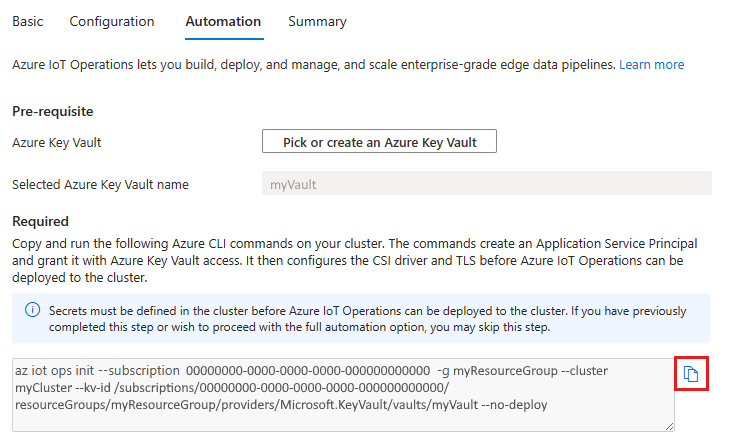 Basic Configuration Automation Summary
Azure IoT Operations lets you build, deploy, and manage, and scale enterprise-grade edge data pipelines. Learn more
Pre-requisite
Azure Key Vault Pick or create an Azure Key Vault
Selected Azure Key Vault name myVault
Required
Copy and run the following Azure CLI commands on your cluster. The commands create an Application Service Principal
and grant it with Azure Key Vault access. It then configures the CSI driver and TLS before Azure IoT Operations can be
deployed to the cluster.
Secrets must be defined in the cluster before Azure IoT Operations can be deployed to the cluster. If you have previously
completed this step or wish to proceed with the full automation option, you may skip this step.
az iot ops init --subscription 00000000-0000-0000-0000-000000000000 -g myResourceGroup --cluster
myCluster --kv-id /subscriptions/00000000-0000-0000-0000-000000000000/
resourceGroups/myResourceGroup/providers/Microsoft.KeyVault/vaults/myVault --no-deploy